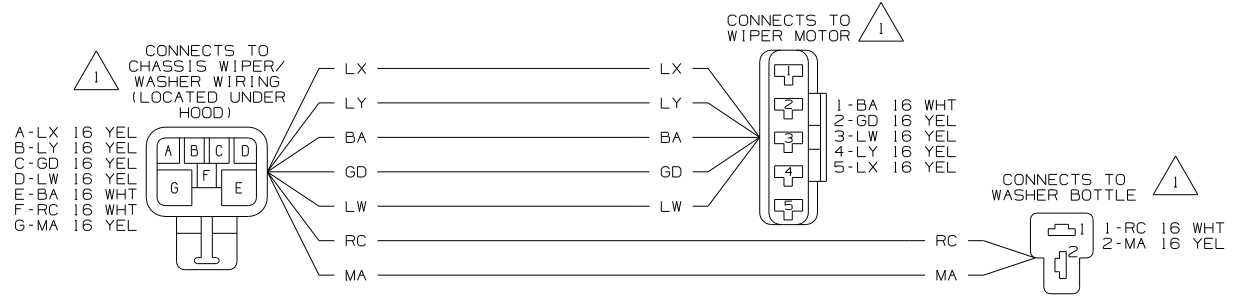 CONNECTS TO
CHASSIS WIPER/
WASHER WIRING
(LOCATED UNDER
HOOD)
1
A-LX 16 YEL
B-LY 16 YEL
C-GD 16 YEL
D-LW 16 YEL
E-BA 16 WHT
F-RC 16 WHT
G-MA 16 YEL
A B C D
F
G E
LX LX
LY LY
BA BA
GD GD
LW LW
RC RC
MA MA
CONNECTS TO
WIPER MOTOR
1
1
2
3
4
5
1-BA 16 WHT
2-GD 16 YEL
3-LW 16 YEL
4-LY 16 YEL
5-LX 16 YEL
CONNECTS TO
WASHER BOTTLE
1
1
2
1-RC 16 WHT
2-MA 16 YEL